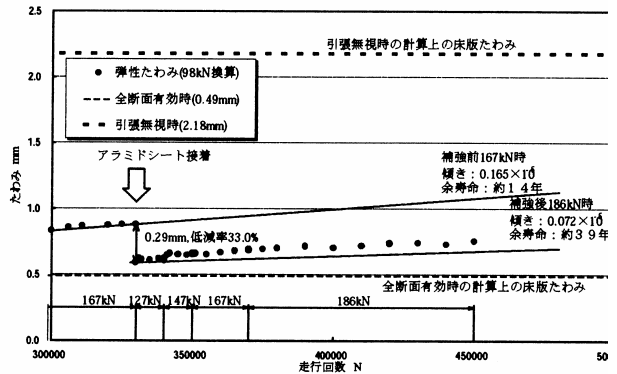 2.5
引張無視時の計算上の床版たわみ
2.0
弾性たわみ(98kN換算)
全断面有効時(0.49mm)
引張無視時(2.18mm)
1.5
アラミドシート接着
補強前167kN時
傾き:0.165×10
余寿命:約14年
補強後186kN時
傾き:0.072×10
余寿命:約39年
たわみ mm
1.0
0.29mm,低減率33.0%
0.5
全断面有効時の計算上の床版たわみ
167kN 127kN 147kN 167kN 186kN
0.0
300000 350000 400000 450000
走行回数 N